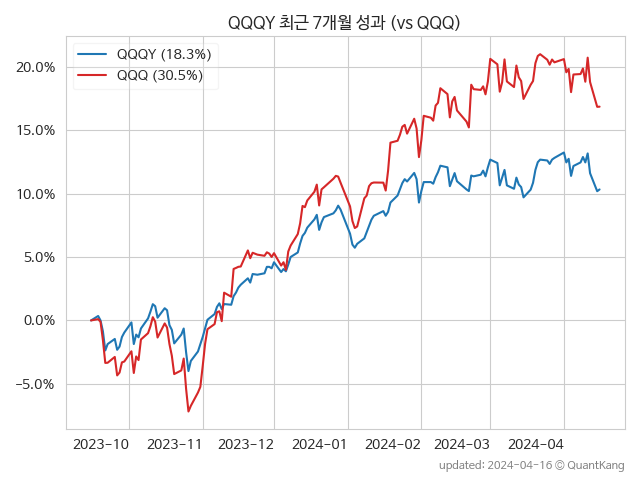 QQQY 최근 7개월 성과 (vs QQQ)
QQQY (18.3%)
QQQ (30.5%)
20.0%
15.0%
10.0%
5.0%
0.0%
−5.0%
2023-10 2023-11 2023-12 2024-01 2024-02 2024-03 2024-04
updated: 2024-04-16 © QuantKang